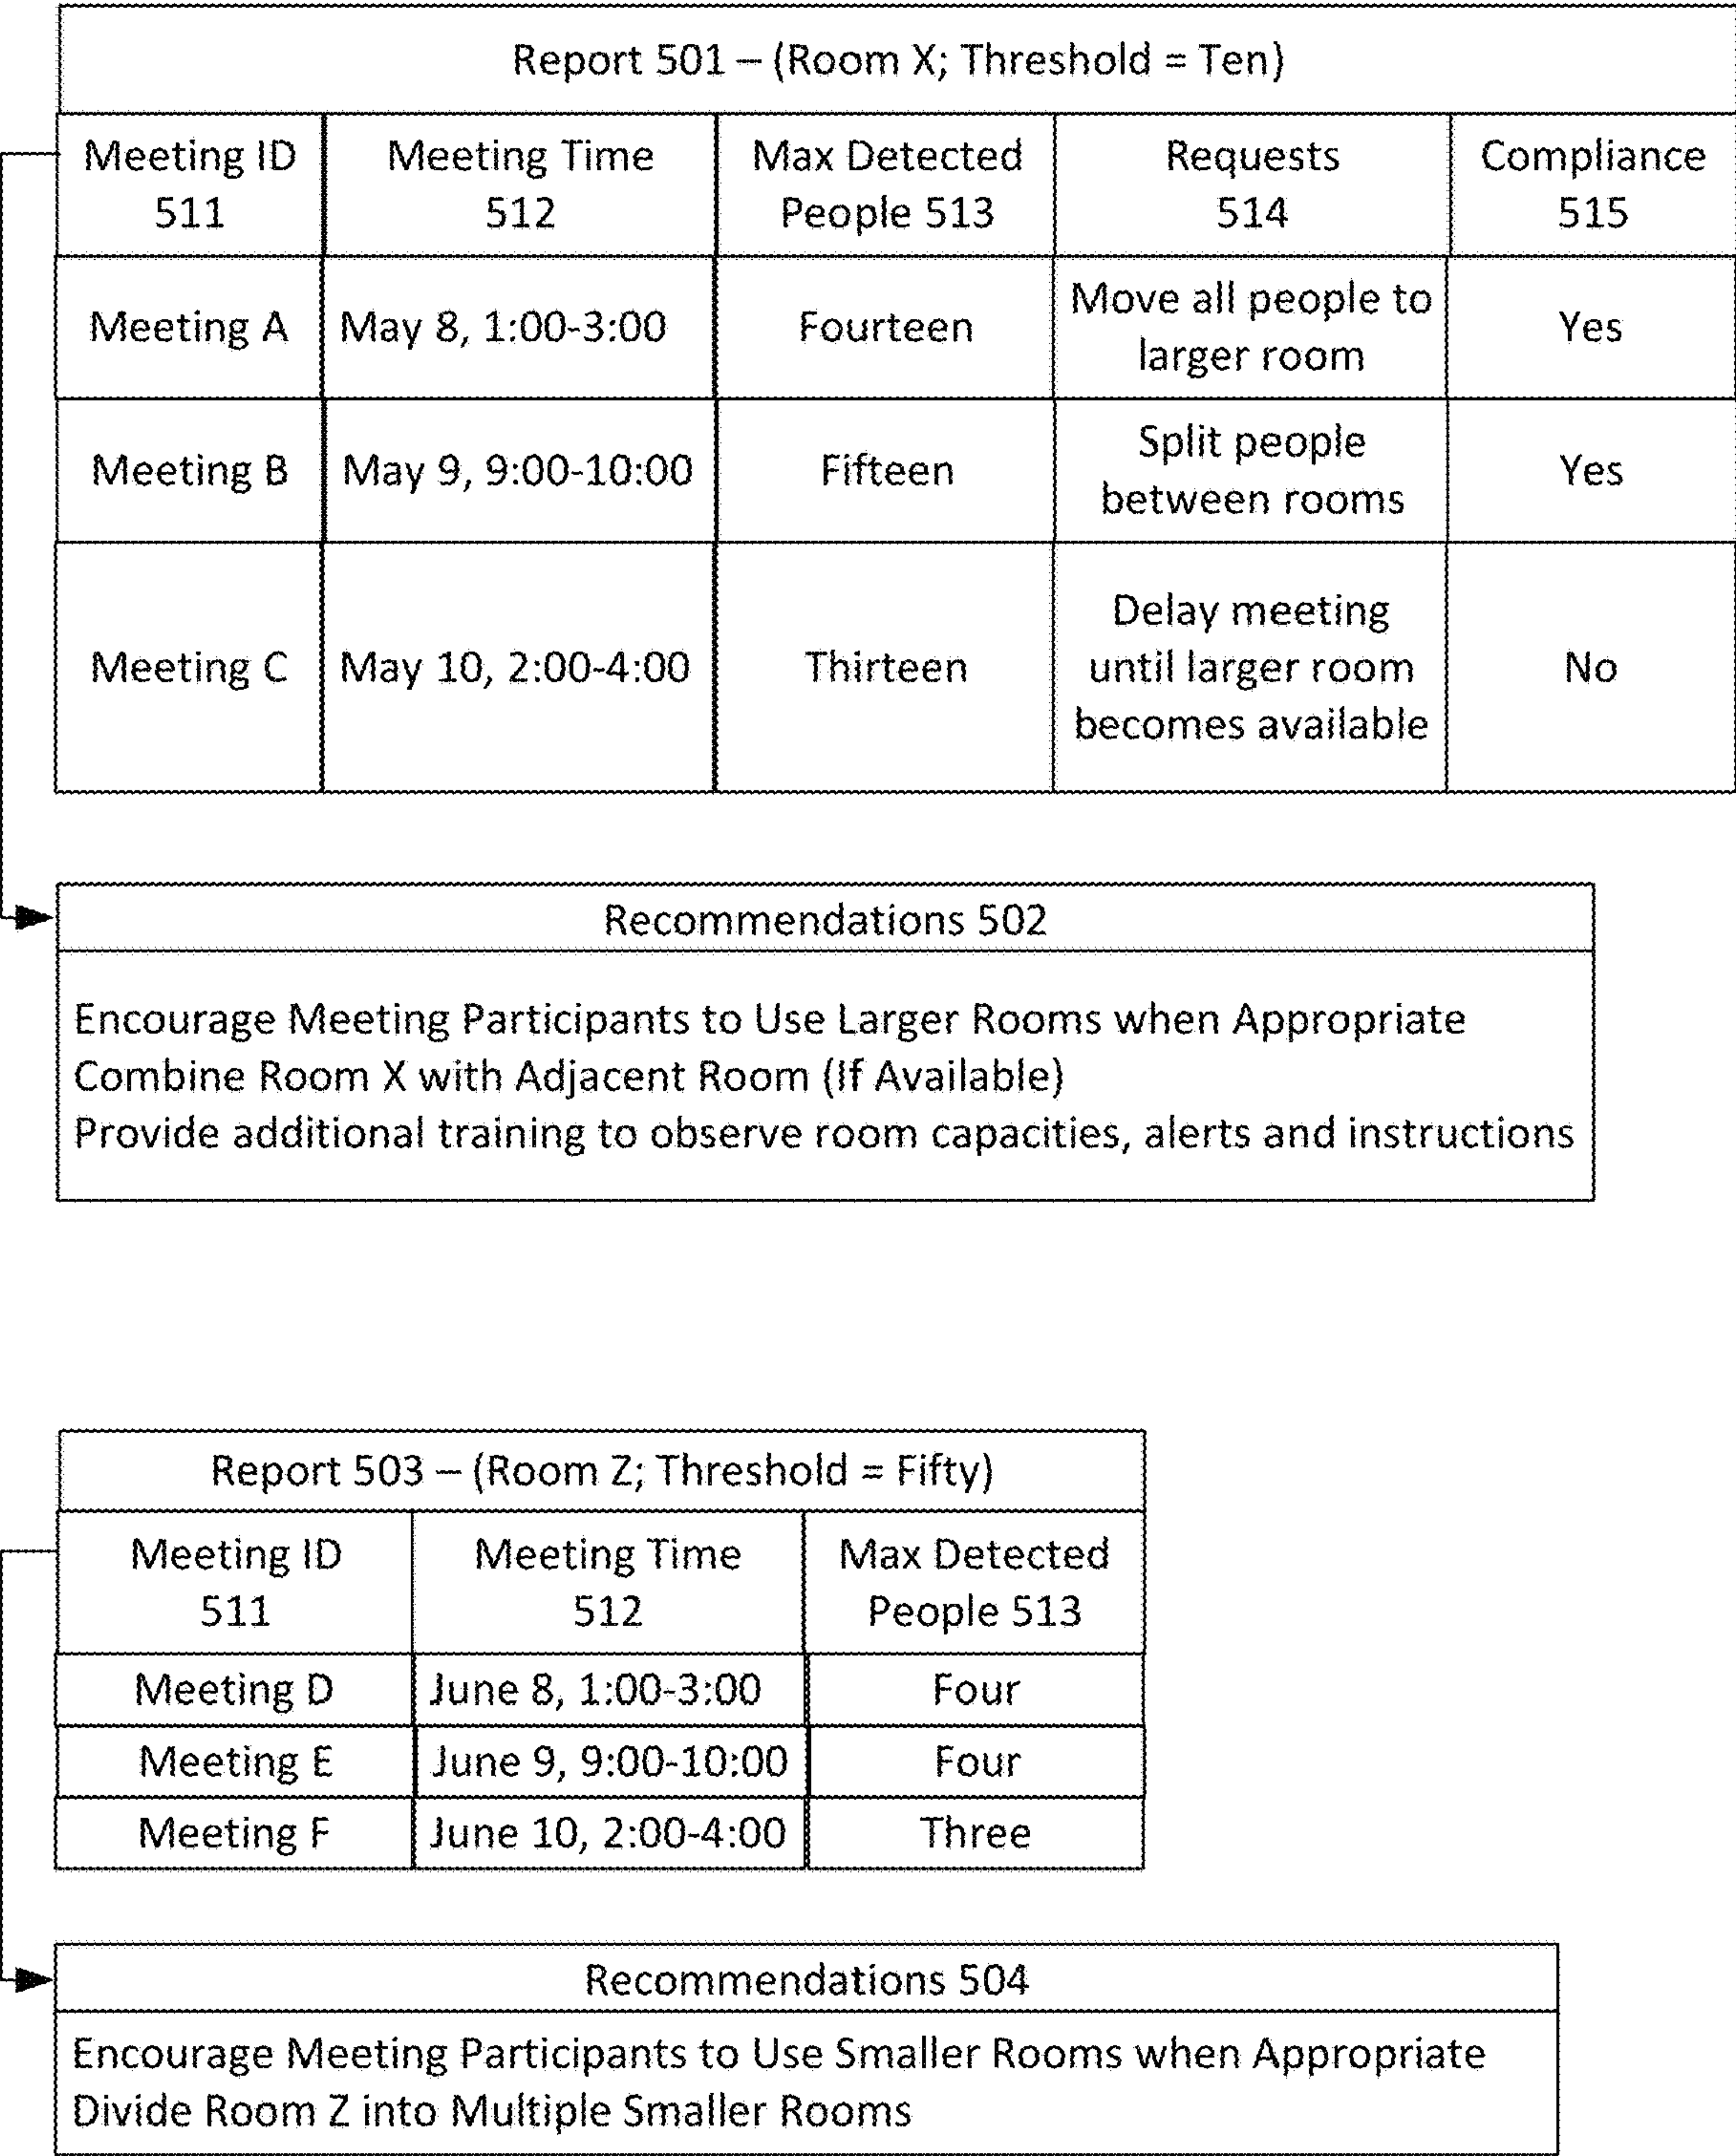 Report 501 – (Room X; Threshold = Ten)
Meeting ID
511
Meeting Time
512
Max Detected
People 513
Requests
514
Compliance
515
Meeting A
May 8, 1:00-3:00
Fourteen
Move all people to
larger room
Yes
Meeting B
May 9, 9:00-10:00
Fifteen
Split people
between rooms
Yes
Meeting C
May 10, 2:00-4:00
Thirteen
Delay meeting
until larger room
becomes available
No
Recommendations 502
Encourage Meeting Participants to Use Larger Rooms when Appropriate
Combine Room X with Adjacent Room (If Available)
Provide additional training to observe room capacities, alerts and instructions
Report 503 – (Room Z; Threshold = Fifty)
Meeting ID
511
Meeting Time
512
Max Detected
People 513
Meeting D
June 8, 1:00-3:00
Four
Meeting E
June 9, 9:00-10:00
Four
Meeting F
June 10, 2:00-4:00
Three
Recommendations 504
Encourage Meeting Participants to Use Smaller Rooms when Appropriate
Divide Room Z into Multiple Smaller Rooms